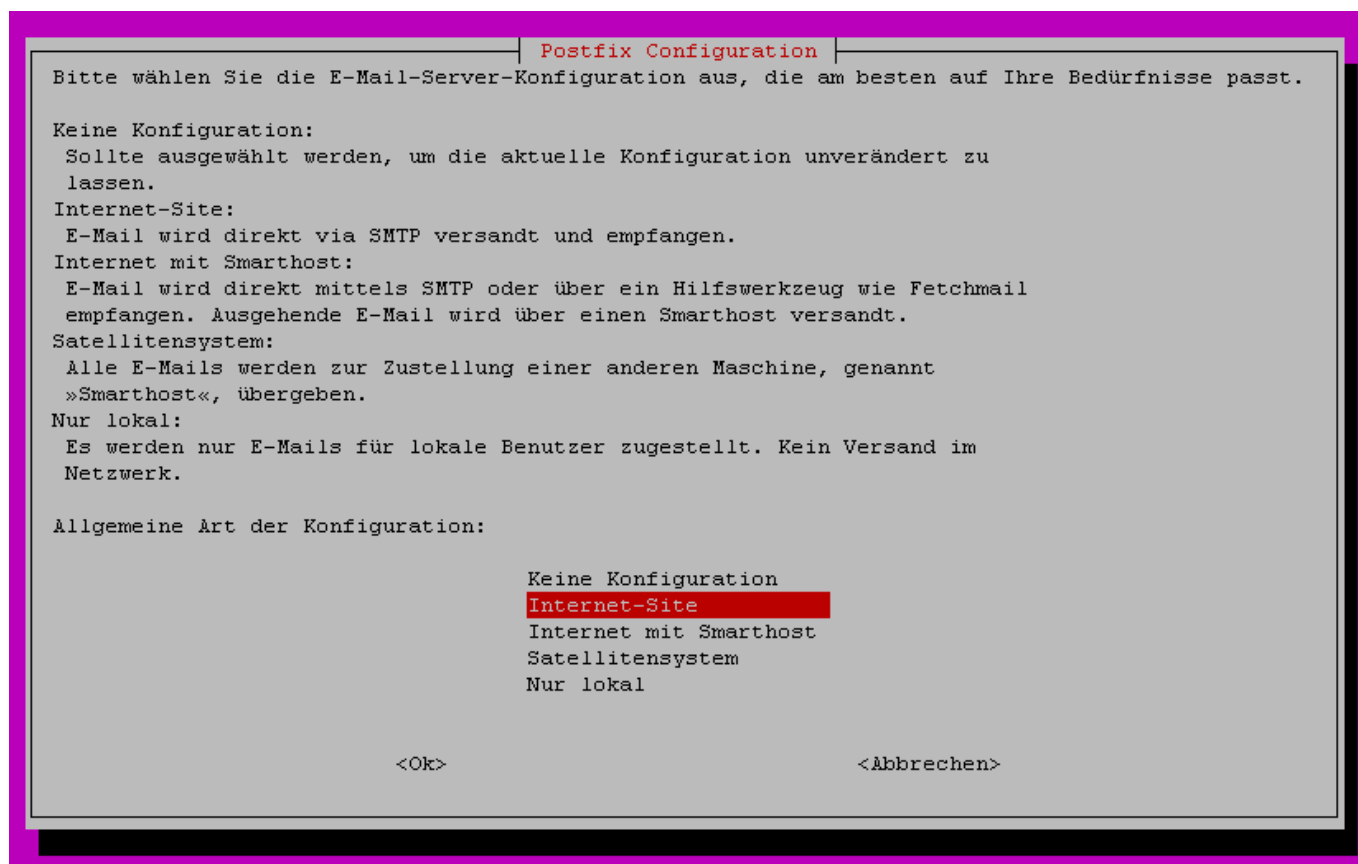 Postfix Configuration
Bitte wählen Sie die E-Mail-Server-Konfiguration aus, die am besten auf Ihre Bedürfnisse passt.
Keine Konfiguration:
Sollte ausgewählt werden, um die aktuelle Konfiguration unverändert zu
lassen.
Internet-Site:
E-Mail wird direkt via SMTP versandt und empfangen.
Internet mit Smarthost:
E-Mail wird direkt mittels SMTP oder über ein Hilfswerkzeug wie Fetchmail
empfangen. Ausgehende E-Mail wird über einen Smarthost versandt.
Satellitensystem:
Alle E-Mails werden zur Zustellung einer anderen Maschine, genannt
»Smarthost«, übergeben.
Nur lokal:
Es werden nur E-Mails für lokale Benutzer zugestellt. Kein Versand im
Netzwerk.
Allgemeine Art der Konfiguration:
Keine Konfiguration
Internet-Site
Internet mit Smarthost
Satellitensystem
Nur lokal
<Ok> <Abbrechen>